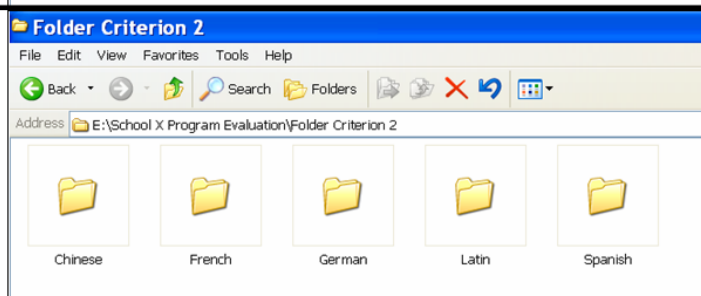 Folder Criterion 2
File Edit View Favorites Tools Help
Back Search Folders
Address E:\School X Program Evaluation\Folder Criterion 2
Chinese French German Latin Spanish